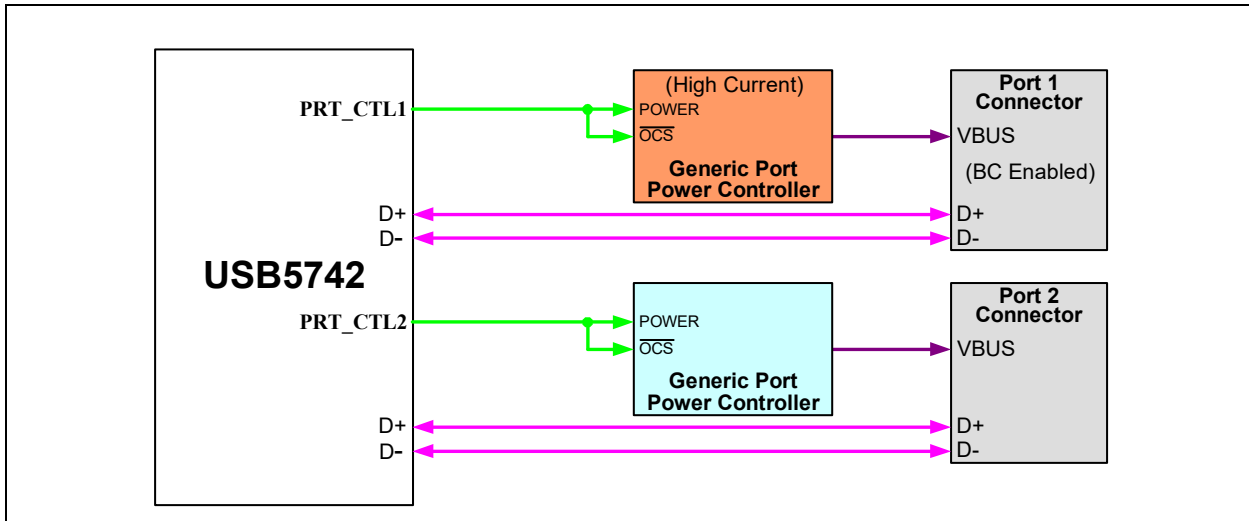 USB5742
PRT_CTL1
D+
D-
PRT_CTL2
D+
D-
(High Current)
POWER
OCS
Generic Port
Power Controller
POWER
OCS
Generic Port
Power Controller
Port 1
Connector
VBUS
(BC Enabled)
D+
D-
Port 2
Connector
VBUS
D+
D-